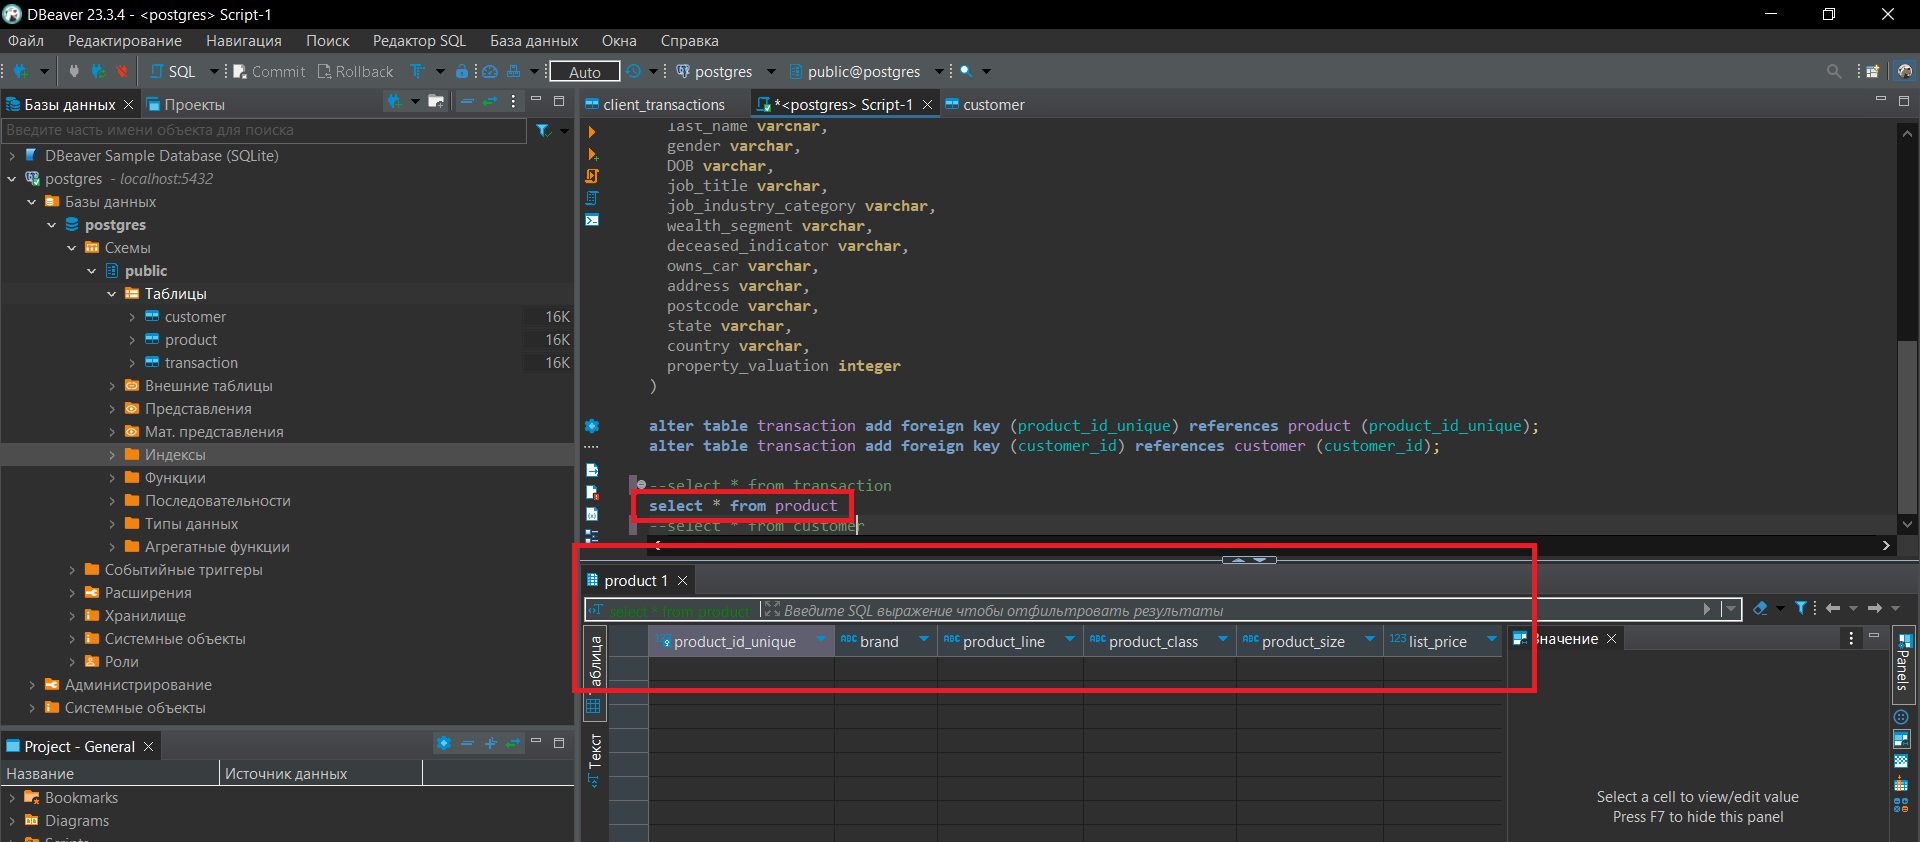 DBeaver 23.3.4 - <postgres> Script-1
Файл Редактирование Навигация Поиск Редактор SQL База данных Окна Справка
SQL Commit Rollback Auto postgres public@postgres
Базы данных Проекты
Введите часть имени объекта для поиска
DBeaver Sample Database (SQLite)
postgres - localhost:5432
Базы данных
postgres
Схемы
public
Таблицы
customer 16K
product 16K
transaction 16K
Внешние таблицы
Представления
Мат. представления
Индексы
Функции
Последовательности
Типы данных
Агрегатные функции
Событийные триггеры
Расширения
Хранилище
Системные объекты
Роли
Администрирование
Системные объекты
Project - General
Название Источник данных
Bookmarks
Diagrams
client_transactions *<postgres> Script-1 customer
last_name varchar,
gender varchar,
DOB varchar,
job_title varchar,
job_industry_category varchar,
wealth_segment varchar,
deceased_indicator varchar,
owns_car varchar,
address varchar,
postcode varchar,
state varchar,
country varchar,
property_valuation integer
)
alter table transaction add foreign key (product_id_unique) references product (product_id_unique);
alter table transaction add foreign key (customer_id) references customer (customer_id);
--select * from transaction
select * from product
--select * from customer
product 1
select * from product Введите SQL выражение чтобы отфильтровать результаты
product_id_unique ABC brand ABC product_line ABC product_class ABC product_size 123 list_price
Таблица
Текст
Значение
Panels
Select a cell to view/edit value
Press F7 to hide this panel